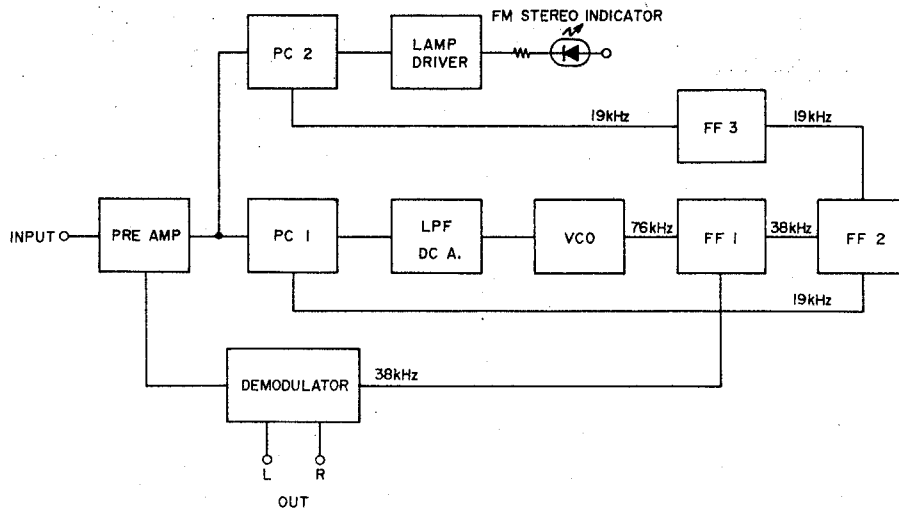 FM STEREO INDICATOR
PC 2
LAMP
DRIVER
19kHz
FF 3
19kHz
INPUT
PRE AMP
PC 1
LPF
DC A.
VCO
76kHz
FF 1
38kHz
FF 2
19kHz
DEMODULATOR
38kHz
L
R
OUT